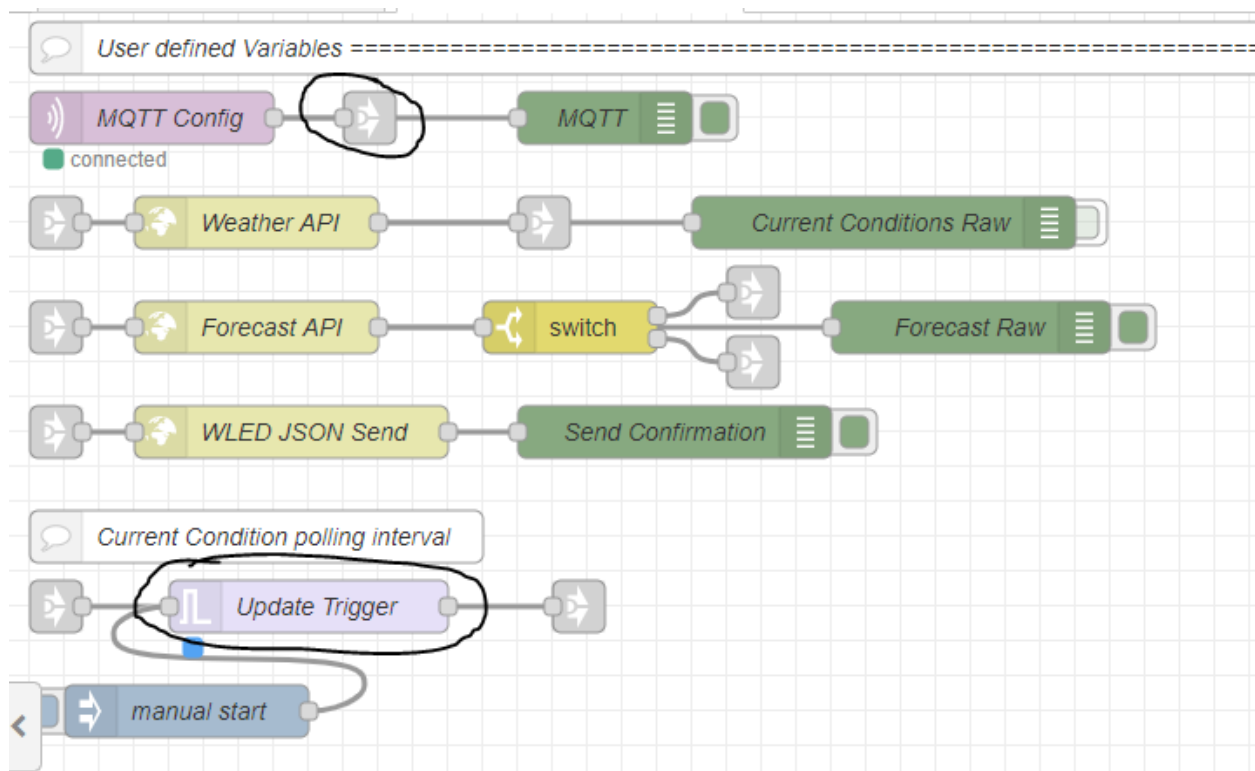 User defined Variables ================================================================
MQTT Config
MQTT
connected
Weather API
Current Conditions Raw
Forecast API
switch
Forecast Raw
WLED JSON Send
Send Confirmation
Current Condition polling interval
Update Trigger
manual start